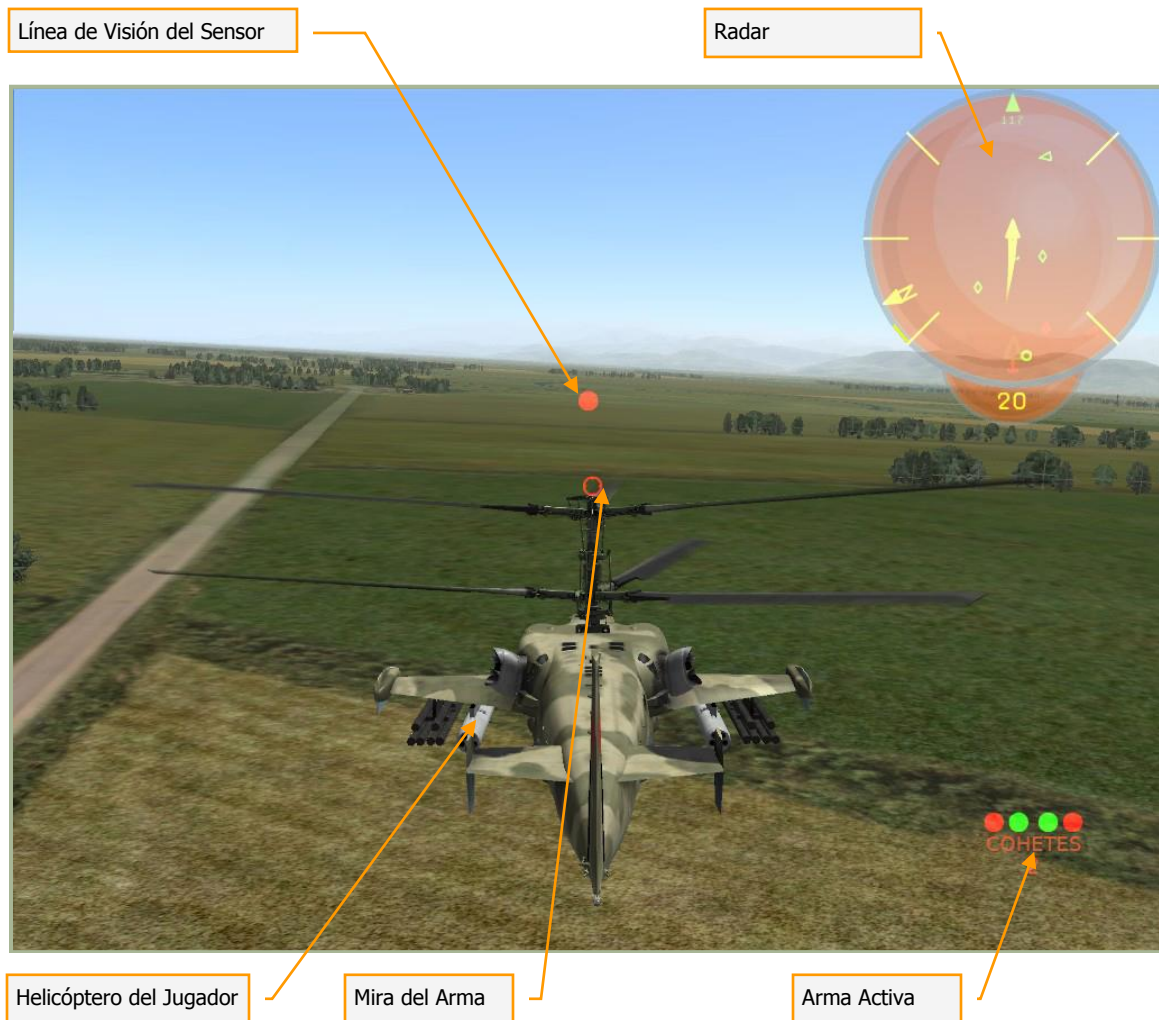 Línea de Visión del Sensor
Radar
117
20
COHETES
Helicóptero del Jugador
Mira del Arma
Arma Activa